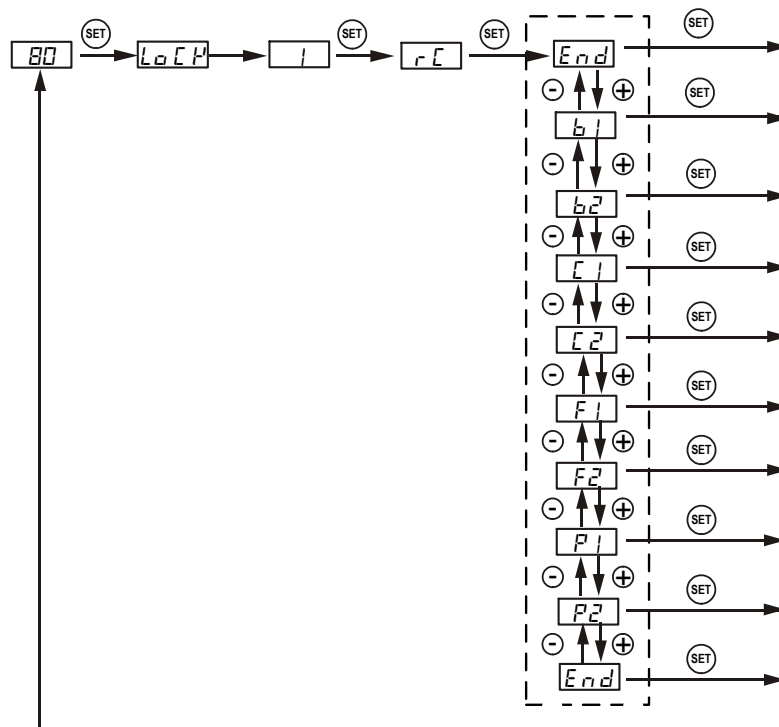 SET SET SET SET
80 LoCK 1 rC End
- + SET
b1
- + SET
b2
- + SET
C1
- + SET
C2
- + SET
F1
- + SET
F2
- + SET
P1
- + SET
P2
- + SET
End